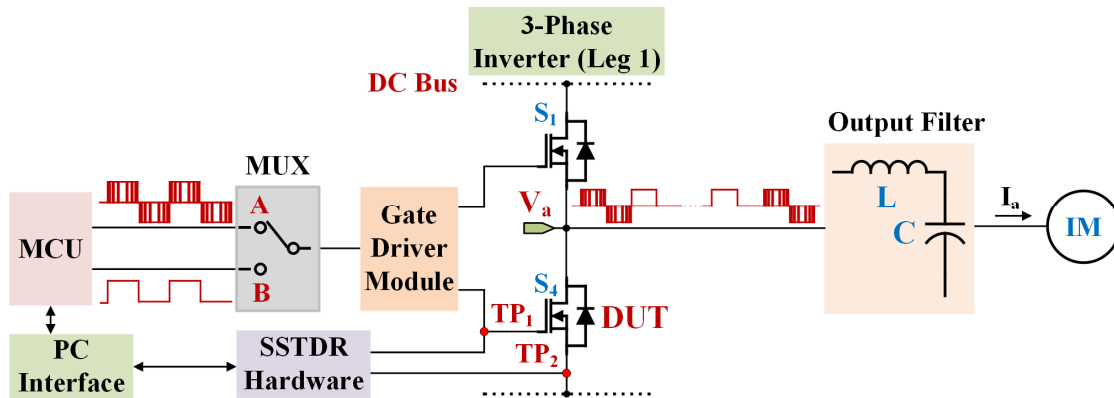 3-Phase
Inverter (Leg 1)
DC Bus
S1
Output Filter
MUX
A
B
MCU
Gate
Driver
Module
Va
L
C
Ia
IM
S4
TP1
DUT
TP2
PC
Interface
SSTDR
Hardware